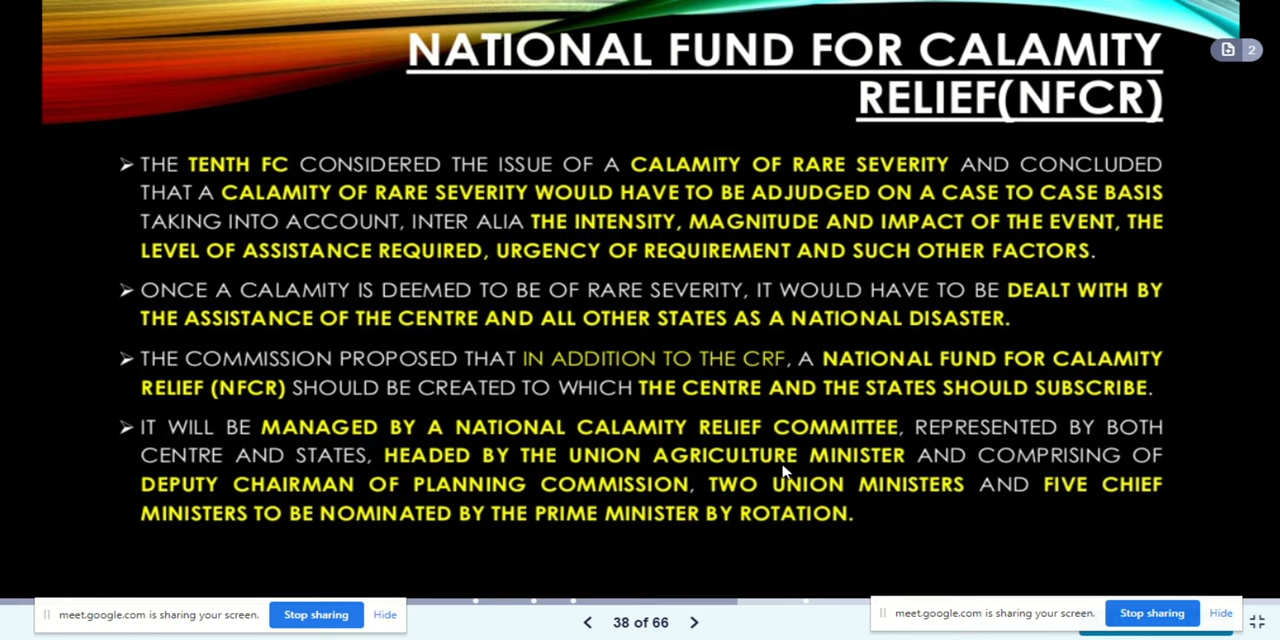 NATIONAL FUND FOR CALAMITY
RELIEF(NFCR)
2
➢ THE TENTH FC CONSIDERED THE ISSUE OF A CALAMITY OF RARE SEVERITY AND CONCLUDED
THAT A CALAMITY OF RARE SEVERITY WOULD HAVE TO BE ADJUDGED ON A CASE TO CASE BASIS
TAKING INTO ACCOUNT, INTER ALIA THE INTENSITY, MAGNITUDE AND IMPACT OF THE EVENT, THE
LEVEL OF ASSISTANCE REQUIRED, URGENCY OF REQUIREMENT AND SUCH OTHER FACTORS.
➢ ONCE A CALAMITY IS DEEMED TO BE OF RARE SEVERITY, IT WOULD HAVE TO BE DEALT WITH BY
THE ASSISTANCE OF THE CENTRE AND ALL OTHER STATES AS A NATIONAL DISASTER.
➢ THE COMMISSION PROPOSED THAT IN ADDITION TO THE CRF, A NATIONAL FUND FOR CALAMITY
RELIEF (NFCR) SHOULD BE CREATED TO WHICH THE CENTRE AND THE STATES SHOULD SUBSCRIBE.
➢ IT WILL BE MANAGED BY A NATIONAL CALAMITY RELIEF COMMITTEE, REPRESENTED BY BOTH
CENTRE AND STATES, HEADED BY THE UNION AGRICULTURE MINISTER AND COMPRISING OF
DEPUTY CHAIRMAN OF PLANNING COMMISSION, TWO UNION MINISTERS AND FIVE CHIEF
MINISTERS TO BE NOMINATED BY THE PRIME MINISTER BY ROTATION.
meet.google.com is sharing your screen. Stop sharing Hide
38 of 66
meet.google.com is sharing your screen. Stop sharing Hide